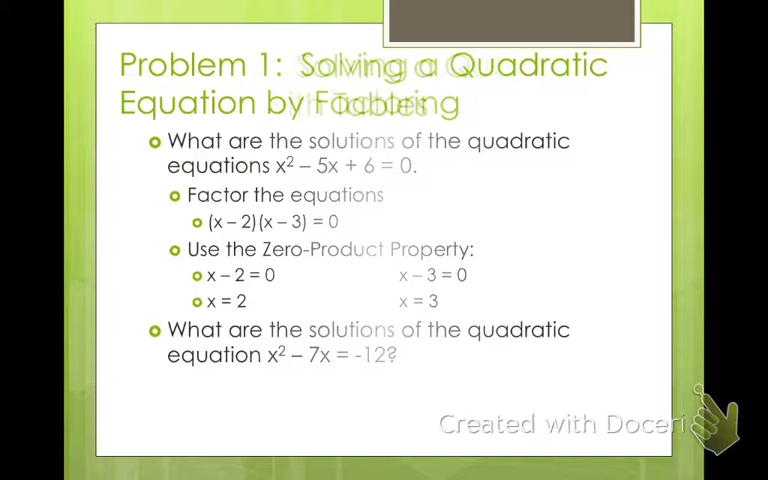 Problem 1: Solving a Quadratic
Equation by Factoring
What are the solutions of the quadratic
equations x² – 5x + 6 = 0.
Factor the equations
(x – 2)(x – 3) = 0
Use the Zero-Product Property:
x – 2 = 0 x – 3 = 0
x = 2 x = 3
What are the solutions of the quadratic
equation x² – 7x = -12?
Created with Doceri